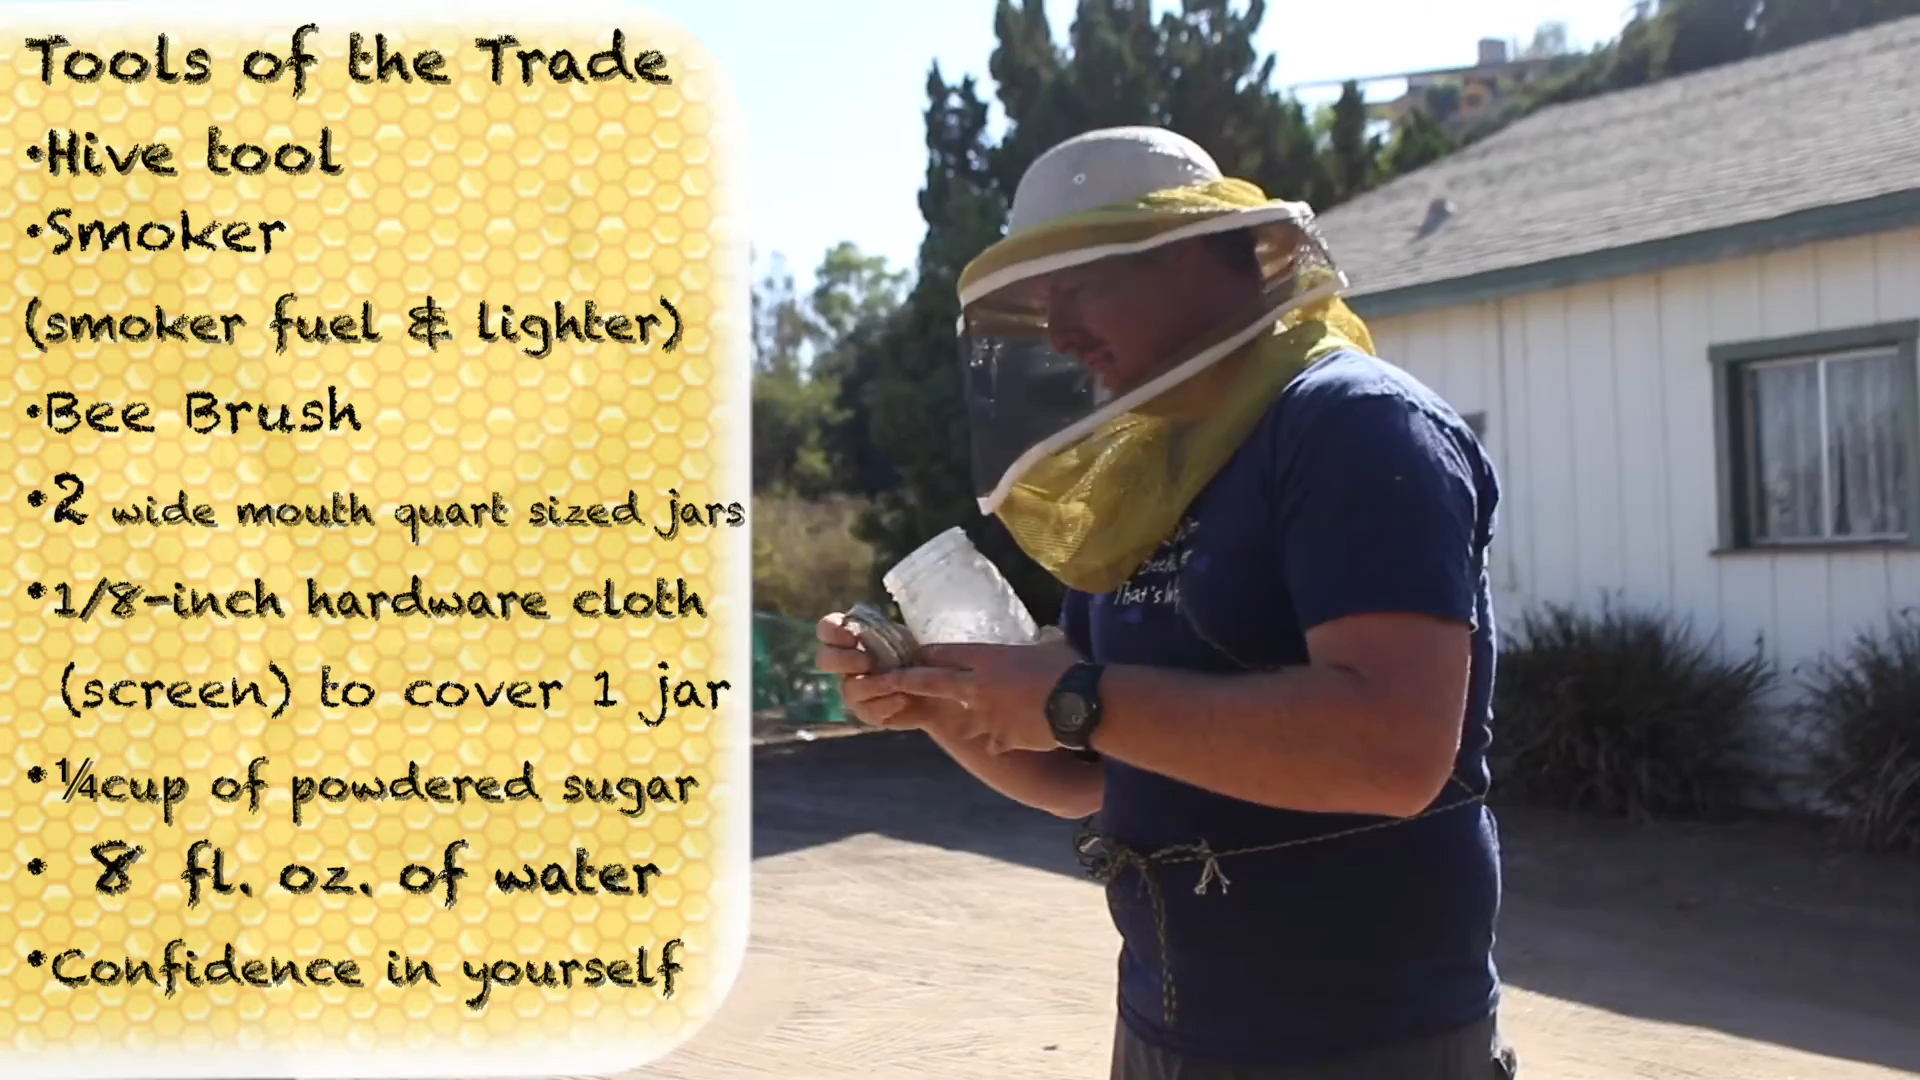 Tools of the Trade
•Hive tool
•Smoker
(smoker fuel & lighter)
•Bee Brush
•2 wide mouth quart sized jars
•1/8-inch hardware cloth
(screen) to cover 1 jar
•¼cup of powdered sugar
• 8 fl. oz. of water
•Confidence in yourself
That's